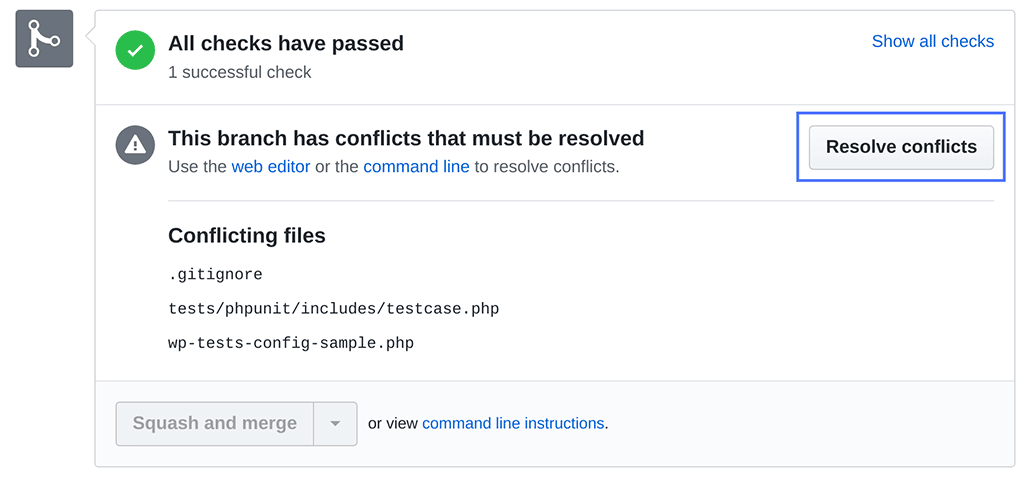 All checks have passed
Show all checks
1 successful check
This branch has conflicts that must be resolved
Resolve conflicts
Use the web editor or the command line to resolve conflicts.
Conflicting files
.gitignore
tests/phpunit/includes/testcase.php
wp-tests-config-sample.php
Squash and merge
or view command line instructions.